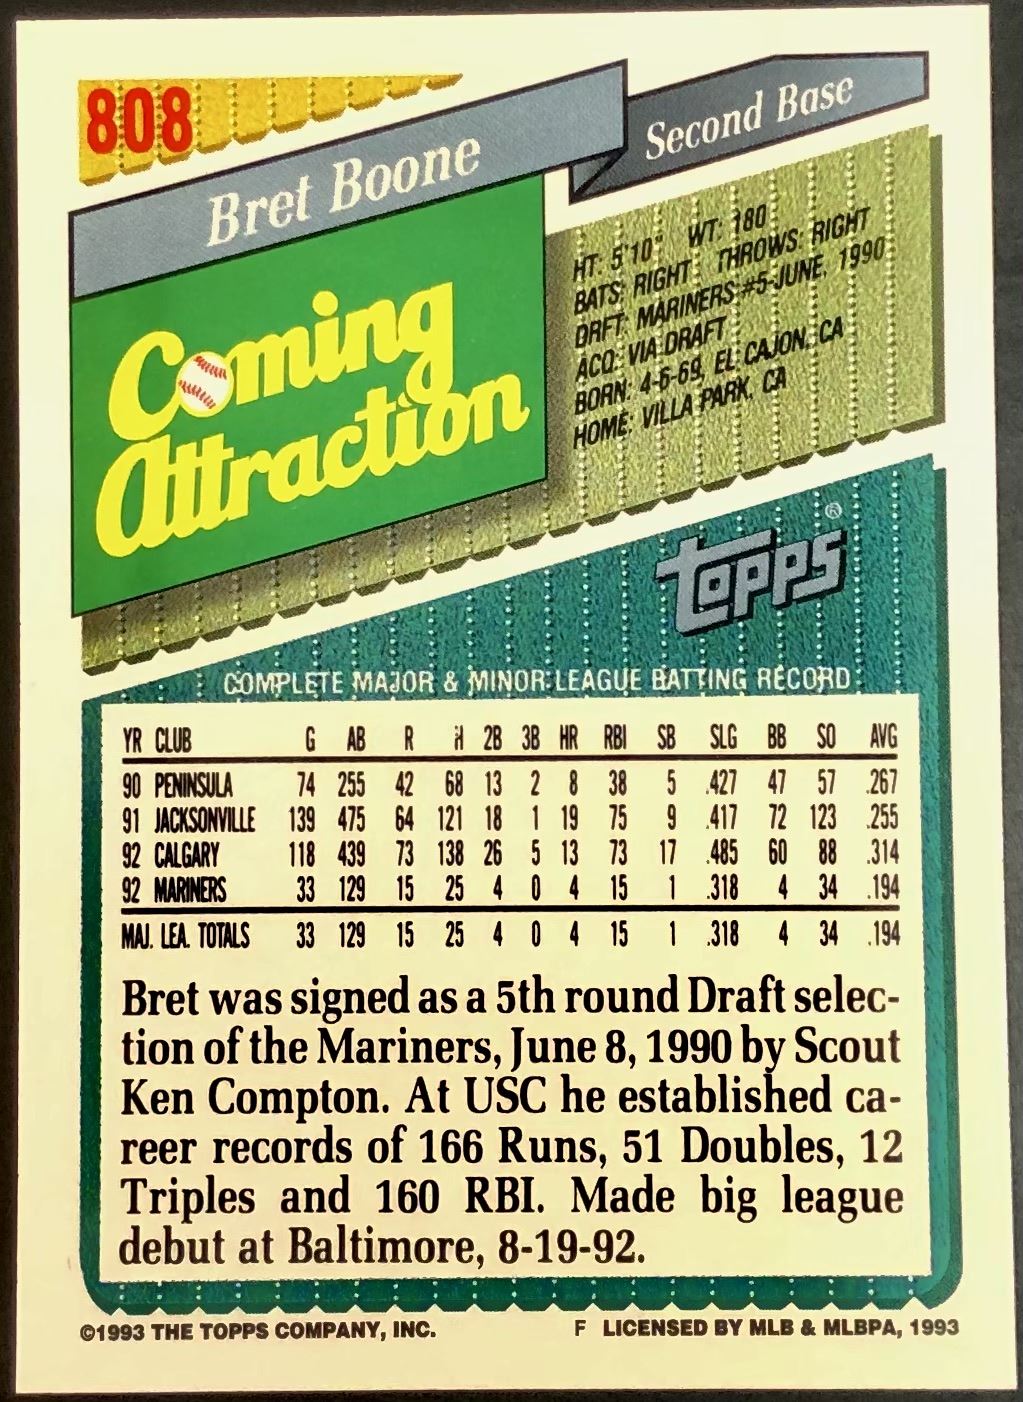 808
Bret Boone
Second Base
Coming
Attraction
HT: 5'10" WT: 180
BATS: RIGHT THROWS: RIGHT
DRFT: MARINERS #5-JUNE, 1990
ACQ: VIA DRAFT
BORN: 4-6-69, EL CAJON, CA
HOME: VILLA PARK, CA
topps®
COMPLETE MAJOR & MINOR LEAGUE BATTING RECORD
YR CLUB G AB R H 2B 3B HR RBI SB SLG BB SO AVG
90 PENINSULA 74 255 42 68 13 2 8 38 5 .427 47 57 .267
91 JACKSONVILLE 139 475 64 121 18 1 19 75 9 .417 72 123 .255
92 CALGARY 118 439 73 138 26 5 13 73 17 .485 60 88 .314
92 MARINERS 33 129 15 25 4 0 4 15 1 .318 4 34 .194
MAJ. LEA. TOTALS 33 129 15 25 4 0 4 15 1 .318 4 34 .194
Bret was signed as a 5th round Draft selec-
tion of the Mariners, June 8, 1990 by Scout
Ken Compton. At USC he established ca-
reer records of 166 Runs, 51 Doubles, 12
Triples and 160 RBI. Made big league
debut at Baltimore, 8-19-92.
©1993 THE TOPPS COMPANY, INC. F LICENSED BY MLB & MLBPA, 1993